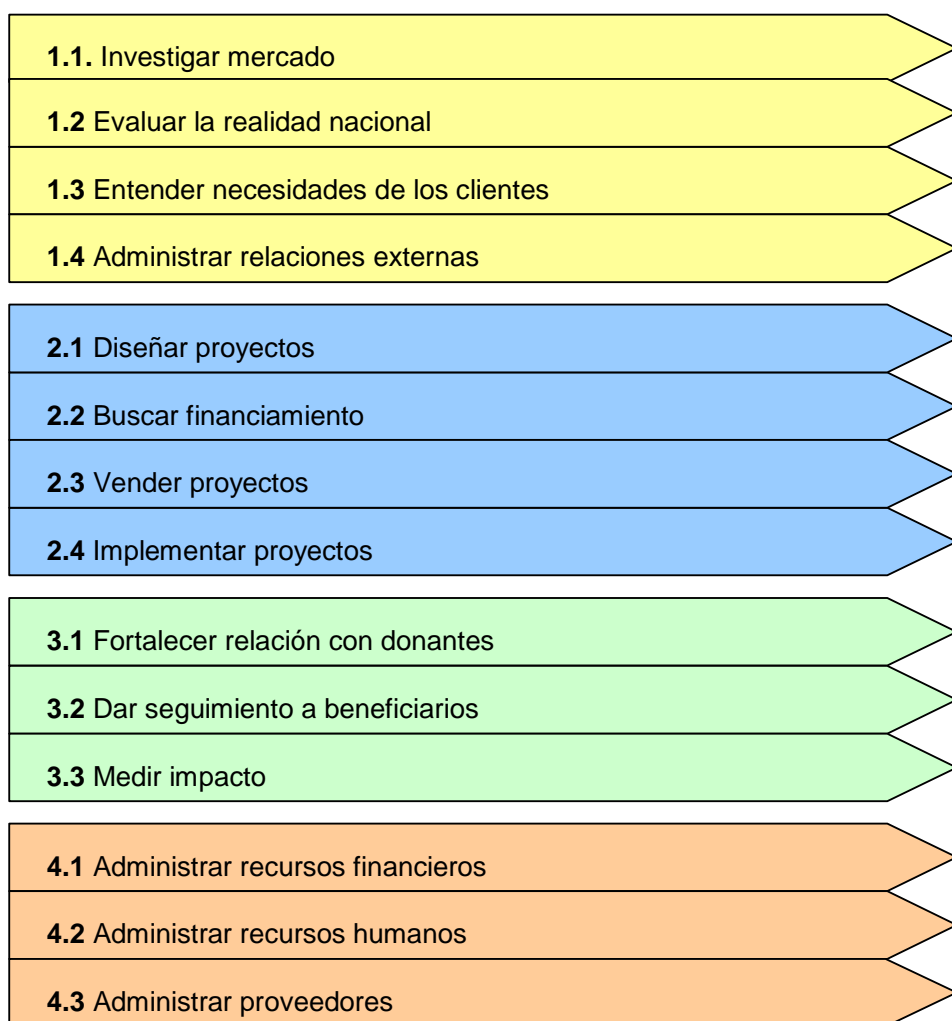 1.1. Investigar mercado
1.2 Evaluar la realidad nacional
1.3 Entender necesidades de los clientes
1.4 Administrar relaciones externas
2.1 Diseñar proyectos
2.2 Buscar financiamiento
2.3 Vender proyectos
2.4 Implementar proyectos
3.1 Fortalecer relación con donantes
3.2 Dar seguimiento a beneficiarios
3.3 Medir impacto
4.1 Administrar recursos financieros
4.2 Administrar recursos humanos
4.3 Administrar proveedores